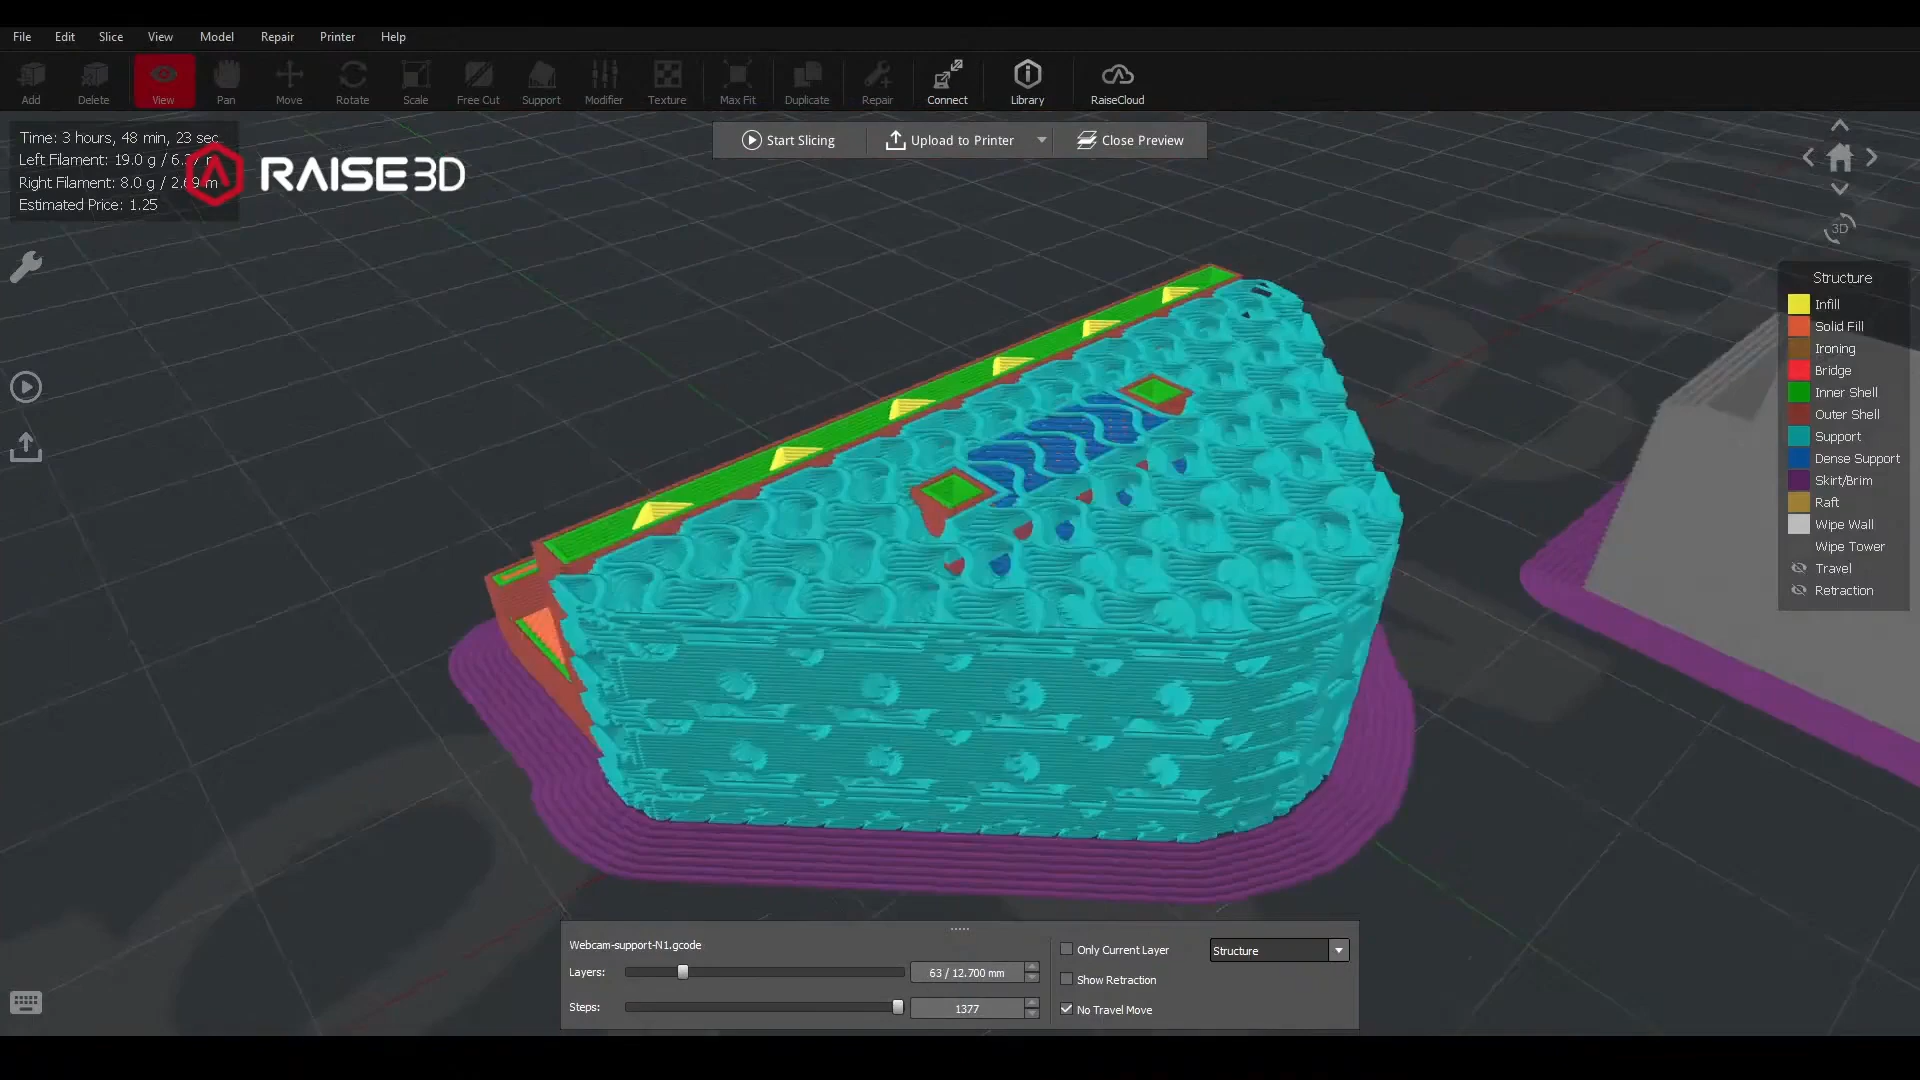 File Edit Slice View Model Repair Printer Help
Add Delete View Pan Move Rotate Scale Free Cut Support Modifier Texture Max Fit Duplicate Repair Connect Library RaiseCloud
Time: 3 hours, 48 min, 23 sec
Left Filament: 19.0 g / 6.37 m
Right Filament: 8.0 g / 2.69 m
Estimated Price: 1.25
RAISE3D
Start Slicing Upload to Printer Close Preview
3D
Structure
Infill
Solid Fill
Ironing
Bridge
Inner Shell
Outer Shell
Support
Dense Support
Skirt/Brim
Raft
Wipe Wall
Wipe Tower
Travel
Retraction
Webcam-support-N1.gcode
Layers: 63 / 12.700 mm
Steps: 1377
Only Current Layer
Show Retraction
No Travel Move
Structure